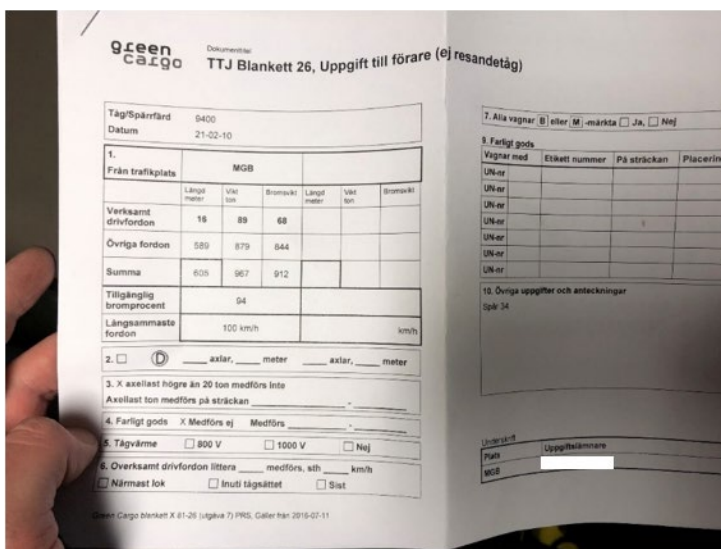 green
cargo
Dokumenttitel
TTJ Blankett 26, Uppgift till förare (ej resandetåg)
Tåg/Spärrfärd 9400
Datum 21-02-10
1.
Från trafikplats MGB
Längd meter Vikt ton Bromsvikt Längd meter Vikt ton Bromsvikt
Verksamt drivfordon 16 89 68
Övriga fordon 589 879 844
Summa 605 967 912
Tillgänglig bromprocent 94
Långsammaste fordon 100 km/h km/h
2. D axlar, meter axlar, meter
3. X axellast högre än 20 ton medförs inte
Axellast ton medförs på sträckan -
4. Farligt gods X Medförs ej Medförs -
5. Tågvärme 800 V 1000 V Nej
6. Overksamt drivfordon littera medförs, sth km/h
Närmast lok Inuti tågsättet Sist
Green Cargo blankett X 61-26 (utgåva 7) PRS, Gäller från 2016-07-11
7. Alla vagnar B eller M -märkta Ja, Nej
9. Farligt gods
Vagnar med Etikett nummer På sträckan Placerin
UN-nr
UN-nr
UN-nr
UN-nr
UN-nr
UN-nr
UN-nr
10. Övriga uppgifter och anteckningar
Spår 34
Underskrift
Plats Uppgiftslämnare
MGB